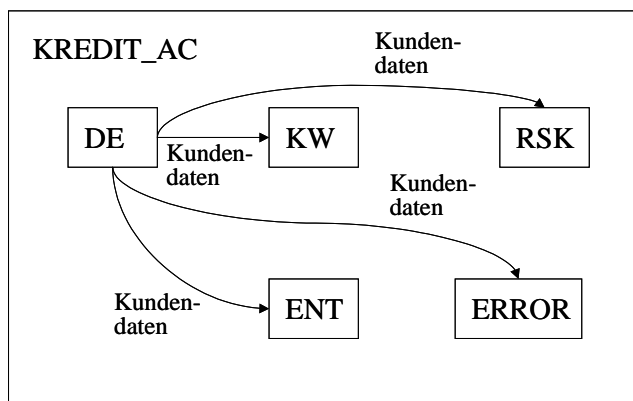 KREDIT_AC
Kunden-
daten
DE
KW
RSK
Kunden-
daten
Kunden-
daten
Kunden-
daten
ENT
ERROR